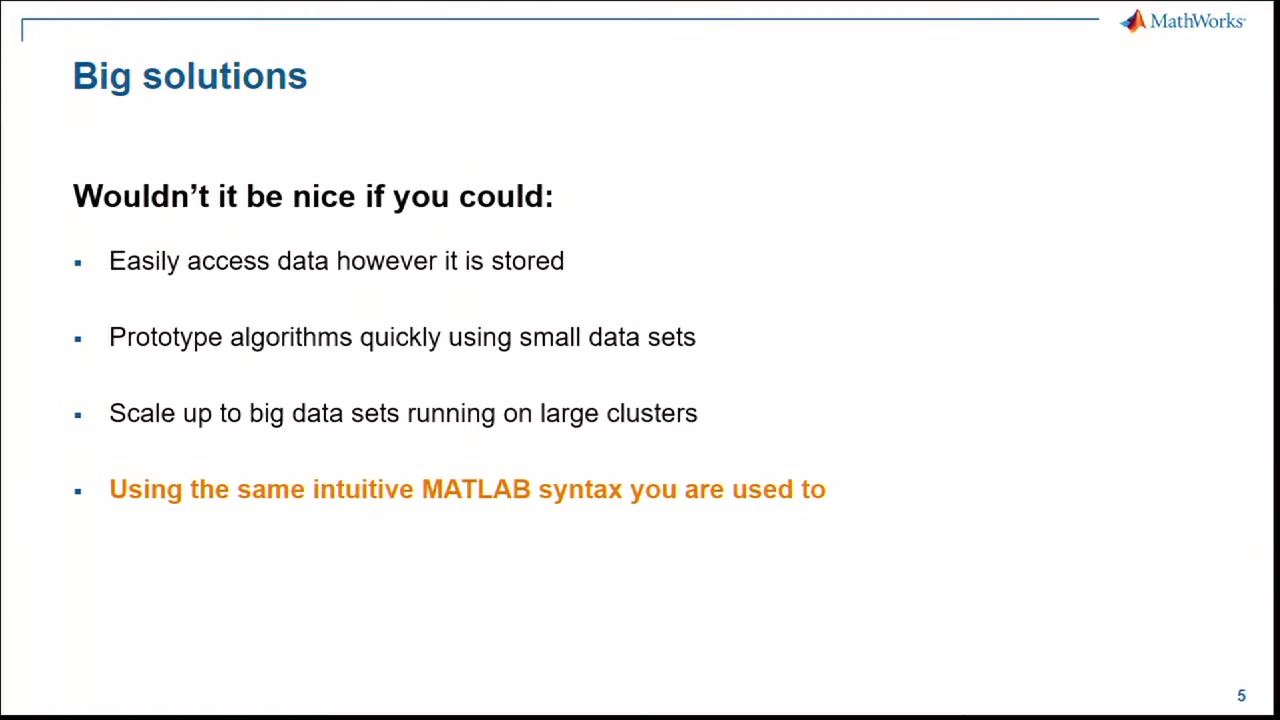 MathWorks
Big solutions
Wouldn’t it be nice if you could:
▪ Easily access data however it is stored
▪ Prototype algorithms quickly using small data sets
▪ Scale up to big data sets running on large clusters
▪ Using the same intuitive MATLAB syntax you are used to
5